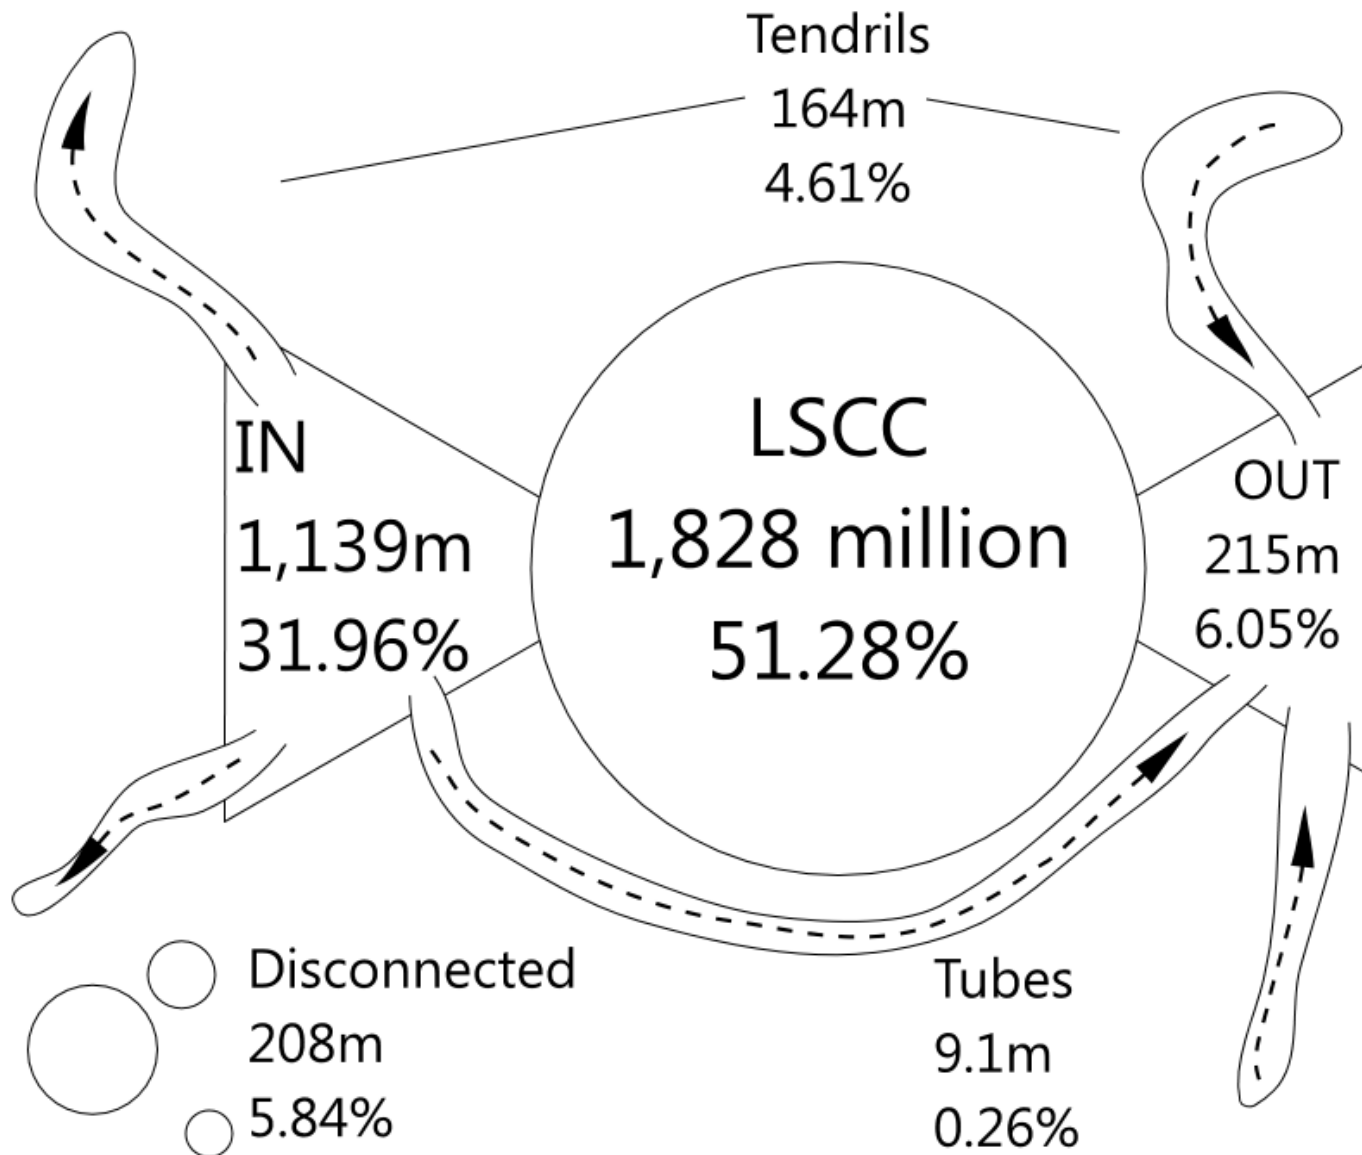 Tendrils
164m
4.61%
IN
1,139m
31.96%
LSCC
1,828 million
51.28%
OUT
215m
6.05%
Disconnected
208m
5.84%
Tubes
9.1m
0.26%